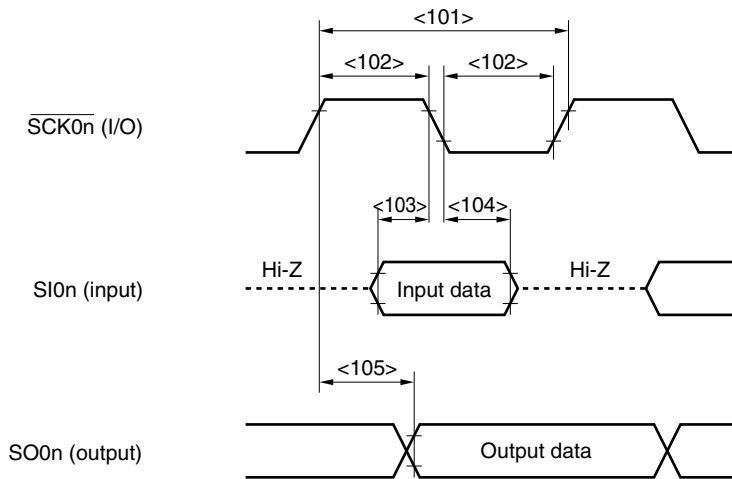 <101>
<102> <102>
SCK0n (I/O)
<103> <104>
Hi-Z Hi-Z
SI0n (input) Input data
<105>
SO0n (output) Output data